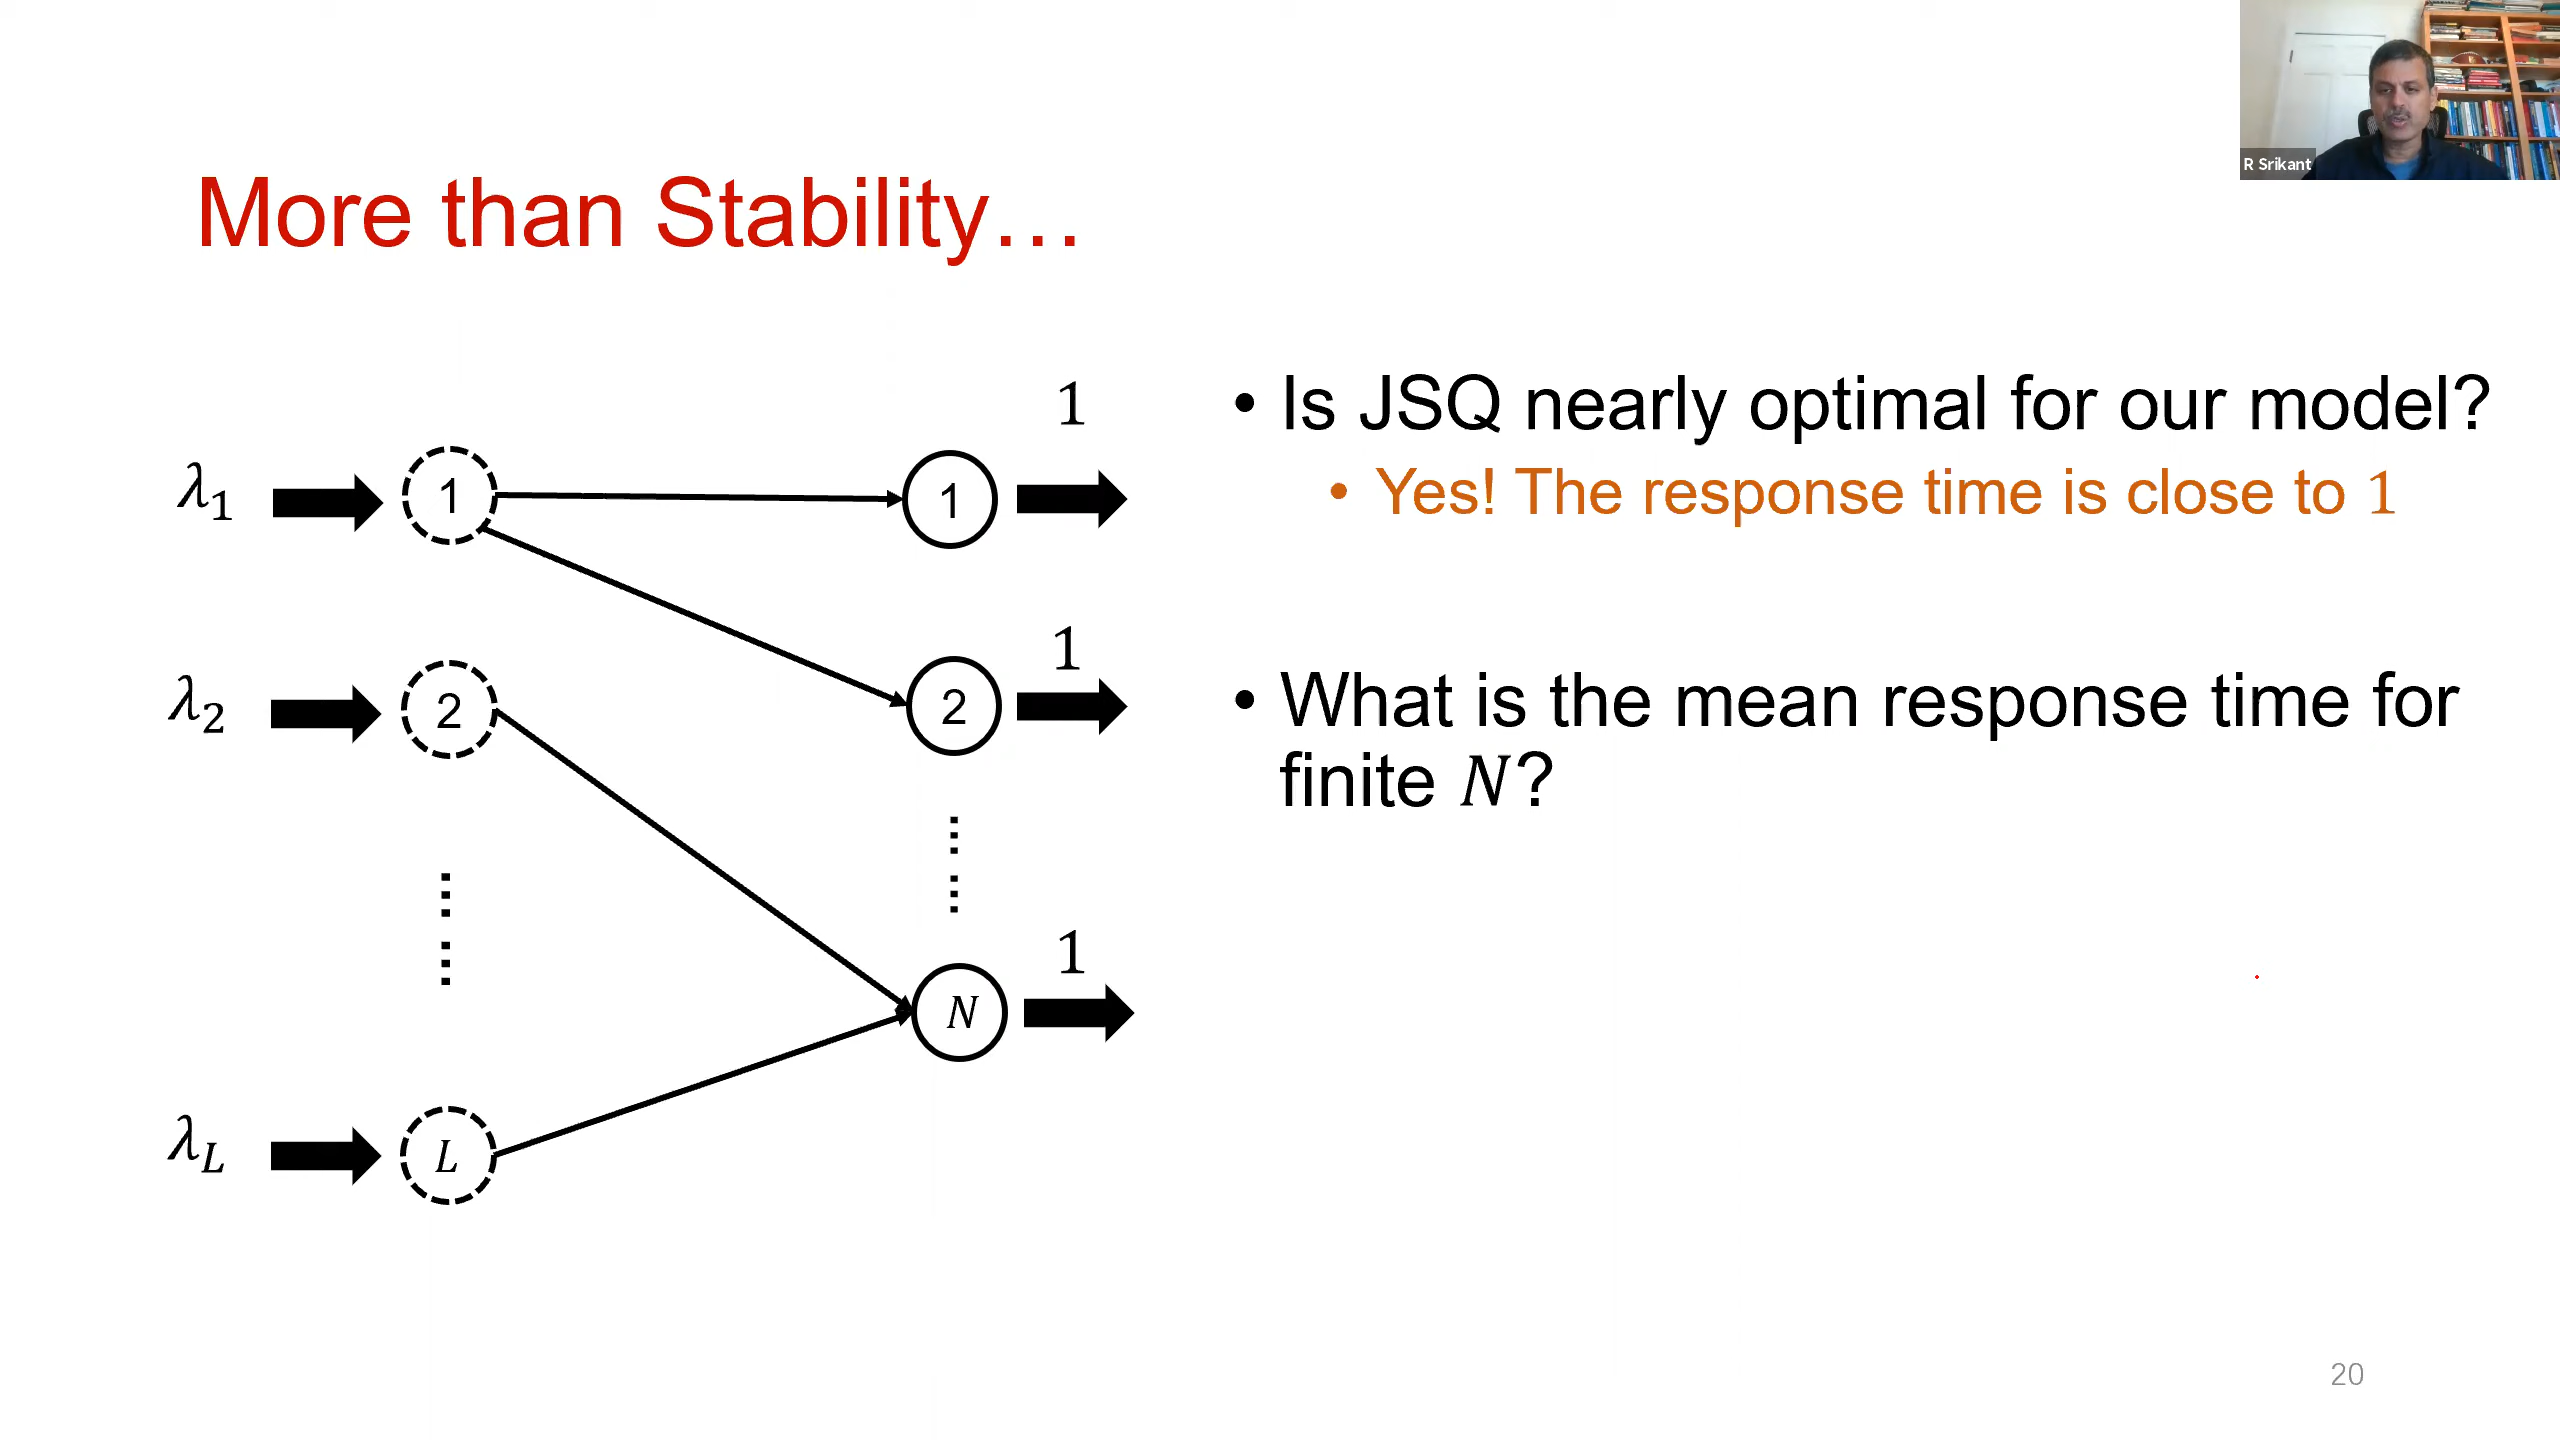 R Srikant
More than Stability…
λ₁
1
1
1
λ₂
2
2
1
λ_L
L
N
1
• Is JSQ nearly optimal for our model?
• Yes! The response time is close to 1
• What is the mean response time for
finite N?
20